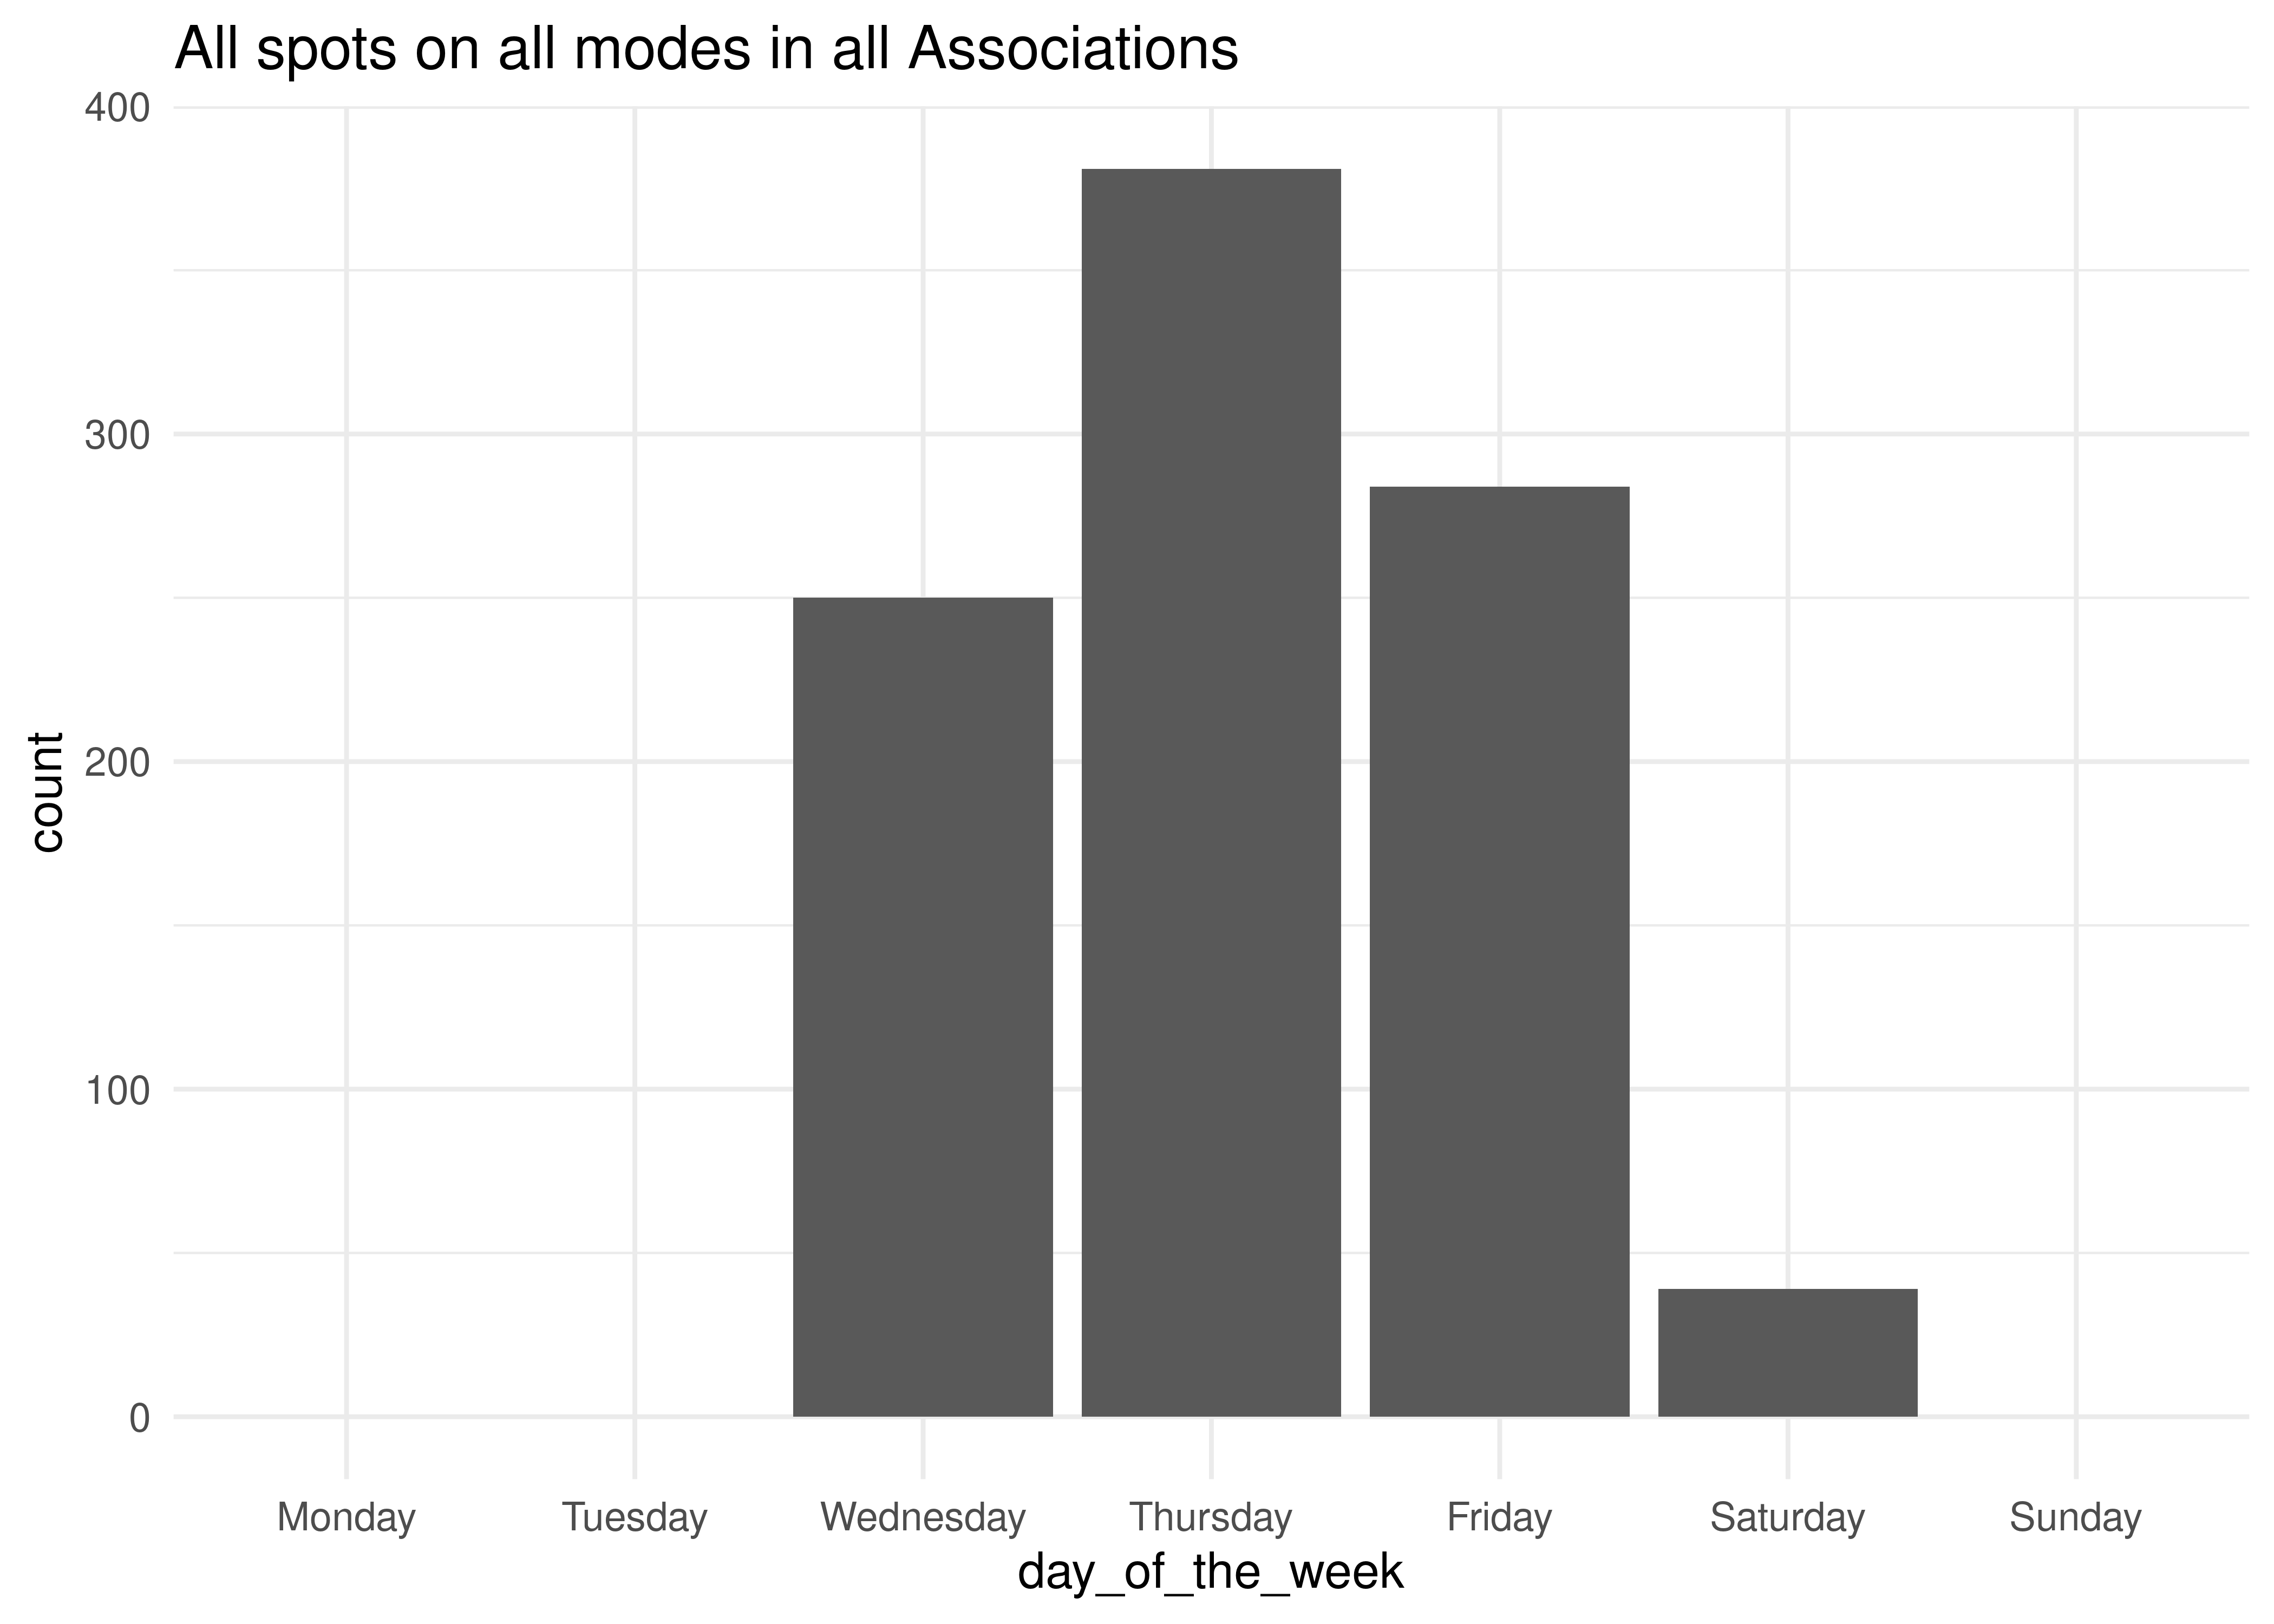 All spots on all modes in all Associations
400
300
200
100
0
count
Monday Tuesday Wednesday Thursday Friday Saturday Sunday
day_of_the_week